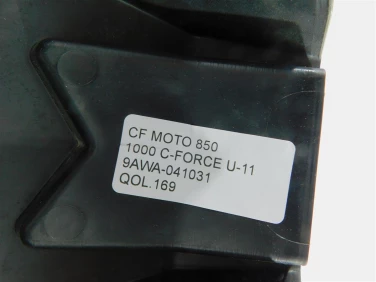 CF MOTO 850
1000 C-FORCE U-11
9AWA-041031
QOL.169